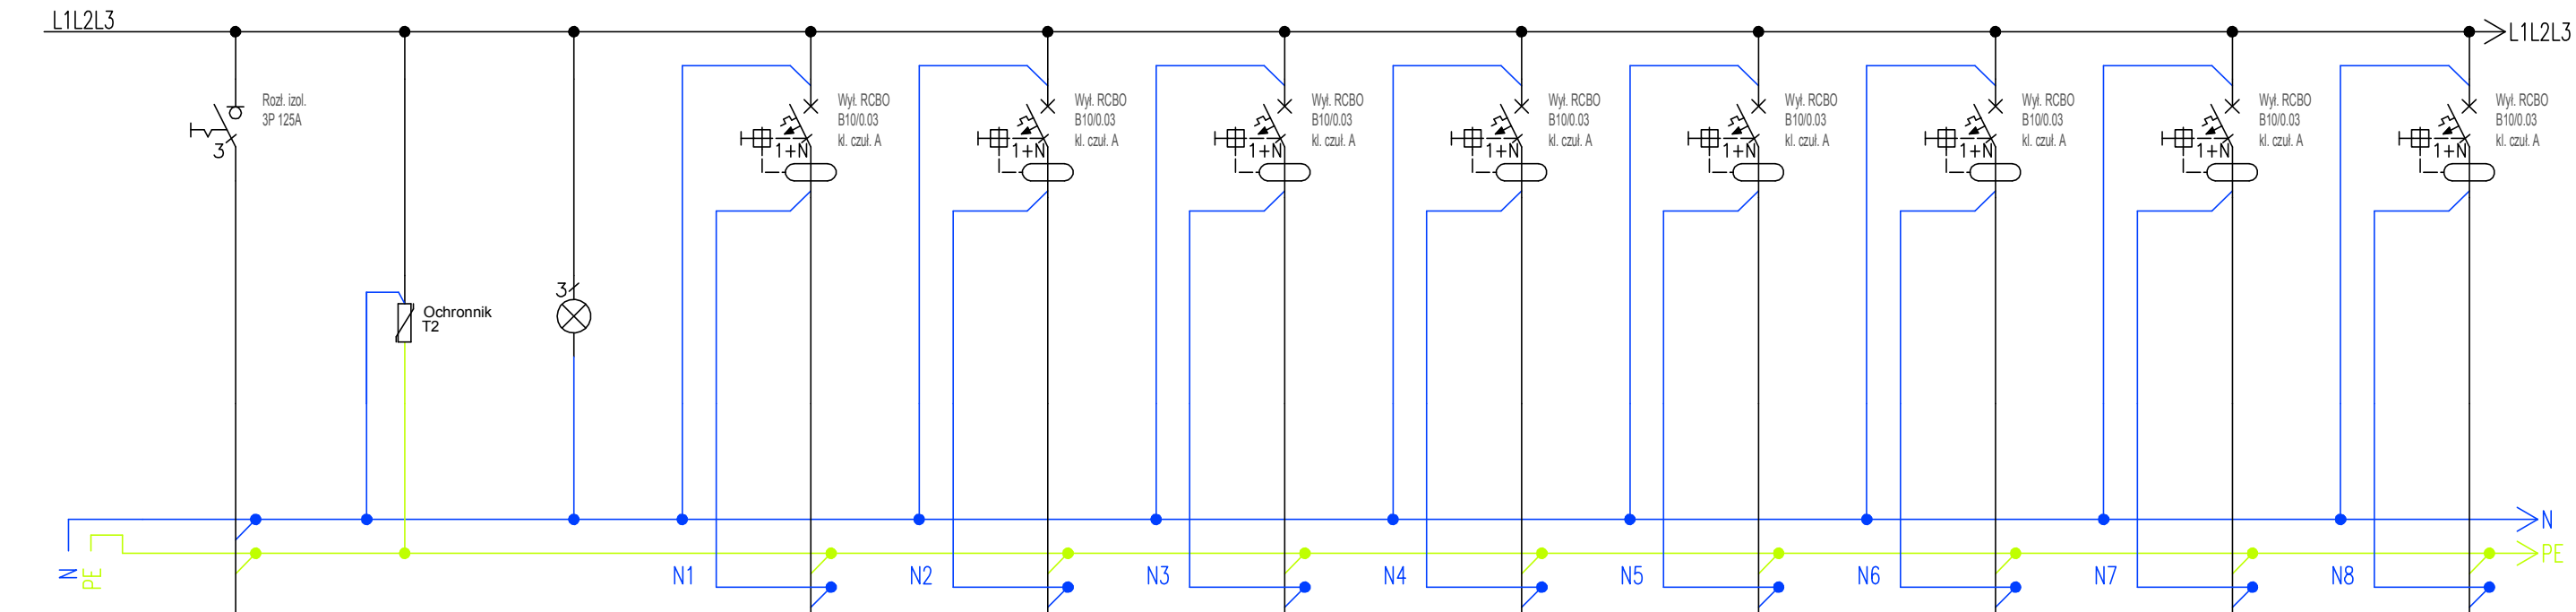 L1L2L3
L1L2L3
Rozł. izol.
3P 125A
3
Ochronnik
T2
3
Wył. RCBO
B10/0.03
kl. czuł. A
1+N
Wył. RCBO
B10/0.03
kl. czuł. A
1+N
Wył. RCBO
B10/0.03
kl. czuł. A
1+N
Wył. RCBO
B10/0.03
kl. czuł. A
1+N
Wył. RCBO
B10/0.03
kl. czuł. A
1+N
Wył. RCBO
B10/0.03
kl. czuł. A
1+N
Wył. RCBO
B10/0.03
kl. czuł. A
1+N
Wył. RCBO
B10/0.03
kl. czuł. A
1+N
N
PE
N
PE
N1
N2
N3
N4
N5
N6
N7
N8